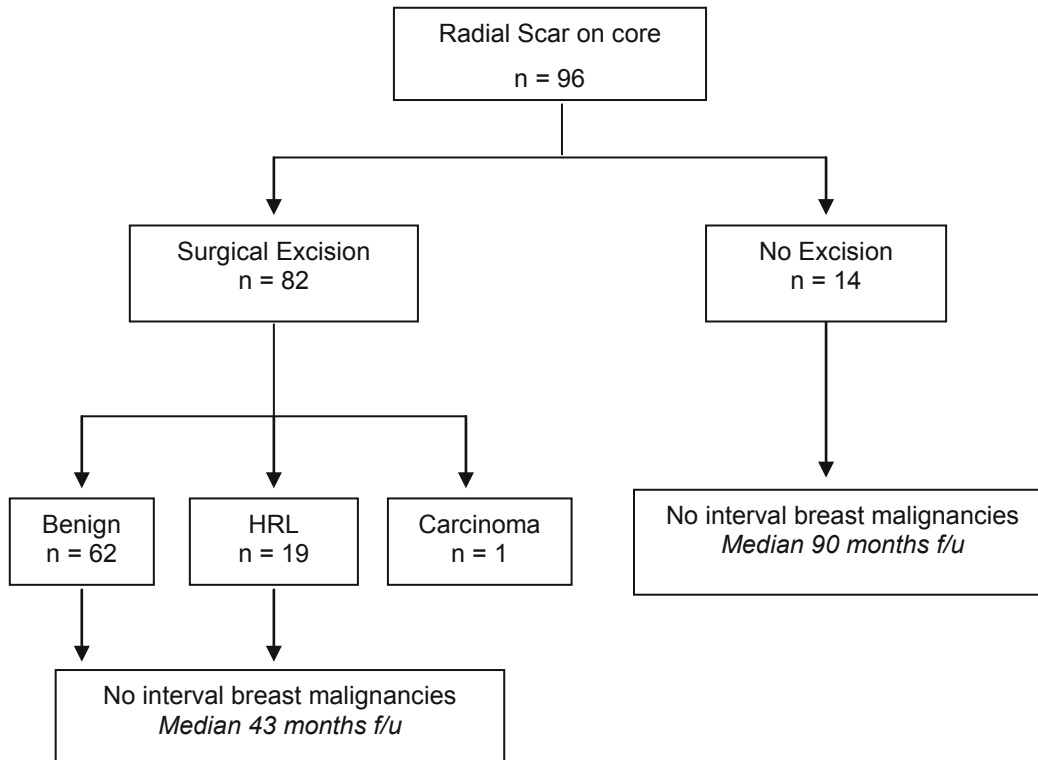 Radial Scar on core
n = 96
Surgical Excision
n = 82
No Excision
n = 14
Benign
n = 62
HRL
n = 19
Carcinoma
n = 1
No interval breast malignancies
Median 90 months f/u
No interval breast malignancies
Median 43 months f/u